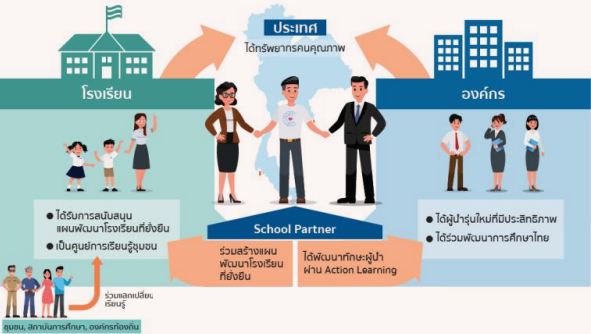 ประเทศ
ได้ทรัพยากรคนคุณภาพ
โรงเรียน
องค์กร
● ได้รับการสนับสนุน
แผนพัฒนาโรงเรียนที่ยั่งยืน
● เป็นศูนย์การเรียนรู้ชุมชน
● ได้ผู้นำรุ่นใหม่ที่มีประสิทธิภาพ
● ได้ร่วมพัฒนาการศึกษาไทย
School Partner
ร่วมสร้างแผน
พัฒนาโรงเรียน
ที่ยั่งยืน
ได้พัฒนาทักษะผู้นำ
ผ่าน Action Learning
ร่วมแลกเปลี่ยน
เรียนรู้
ชุมชน, สถาบันการศึกษา, องค์กรท้องถิ่น